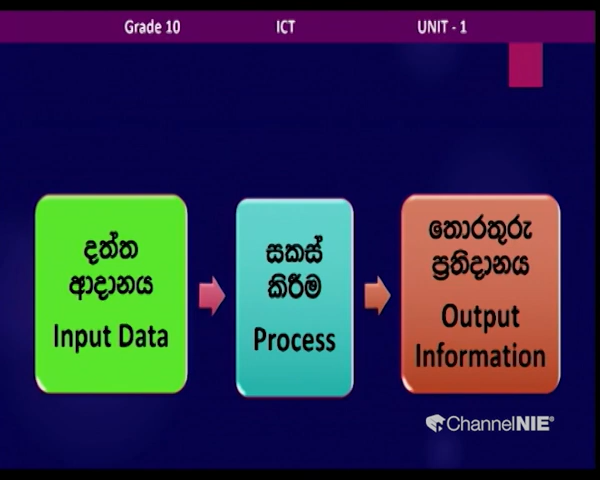 Grade 10 ICT UNIT - 1
දත්ත
ආදානය
Input Data
සකස්
කිරීම
Process
තොරතුරු
ප්‍රතිදානය
Output
Information
ChannelNIE®